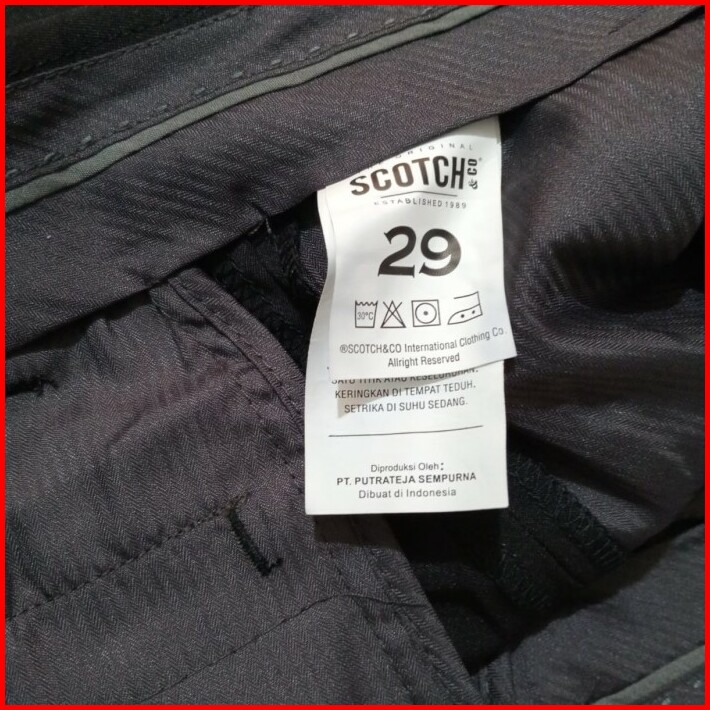 ORIGINAL
SCOTCH & CO®
ESTABLISHED 1989
29
30°C
®SCOTCH&CO International Clothing Co.
Allright Reserved
SATU TITIK ATAU KESELURUHAN.
KERINGKAN DI TEMPAT TEDUH.
SETRIKA DI SUHU SEDANG.
Diproduksi Oleh:
PT. PUTRATEJA SEMPURNA
Dibuat di Indonesia